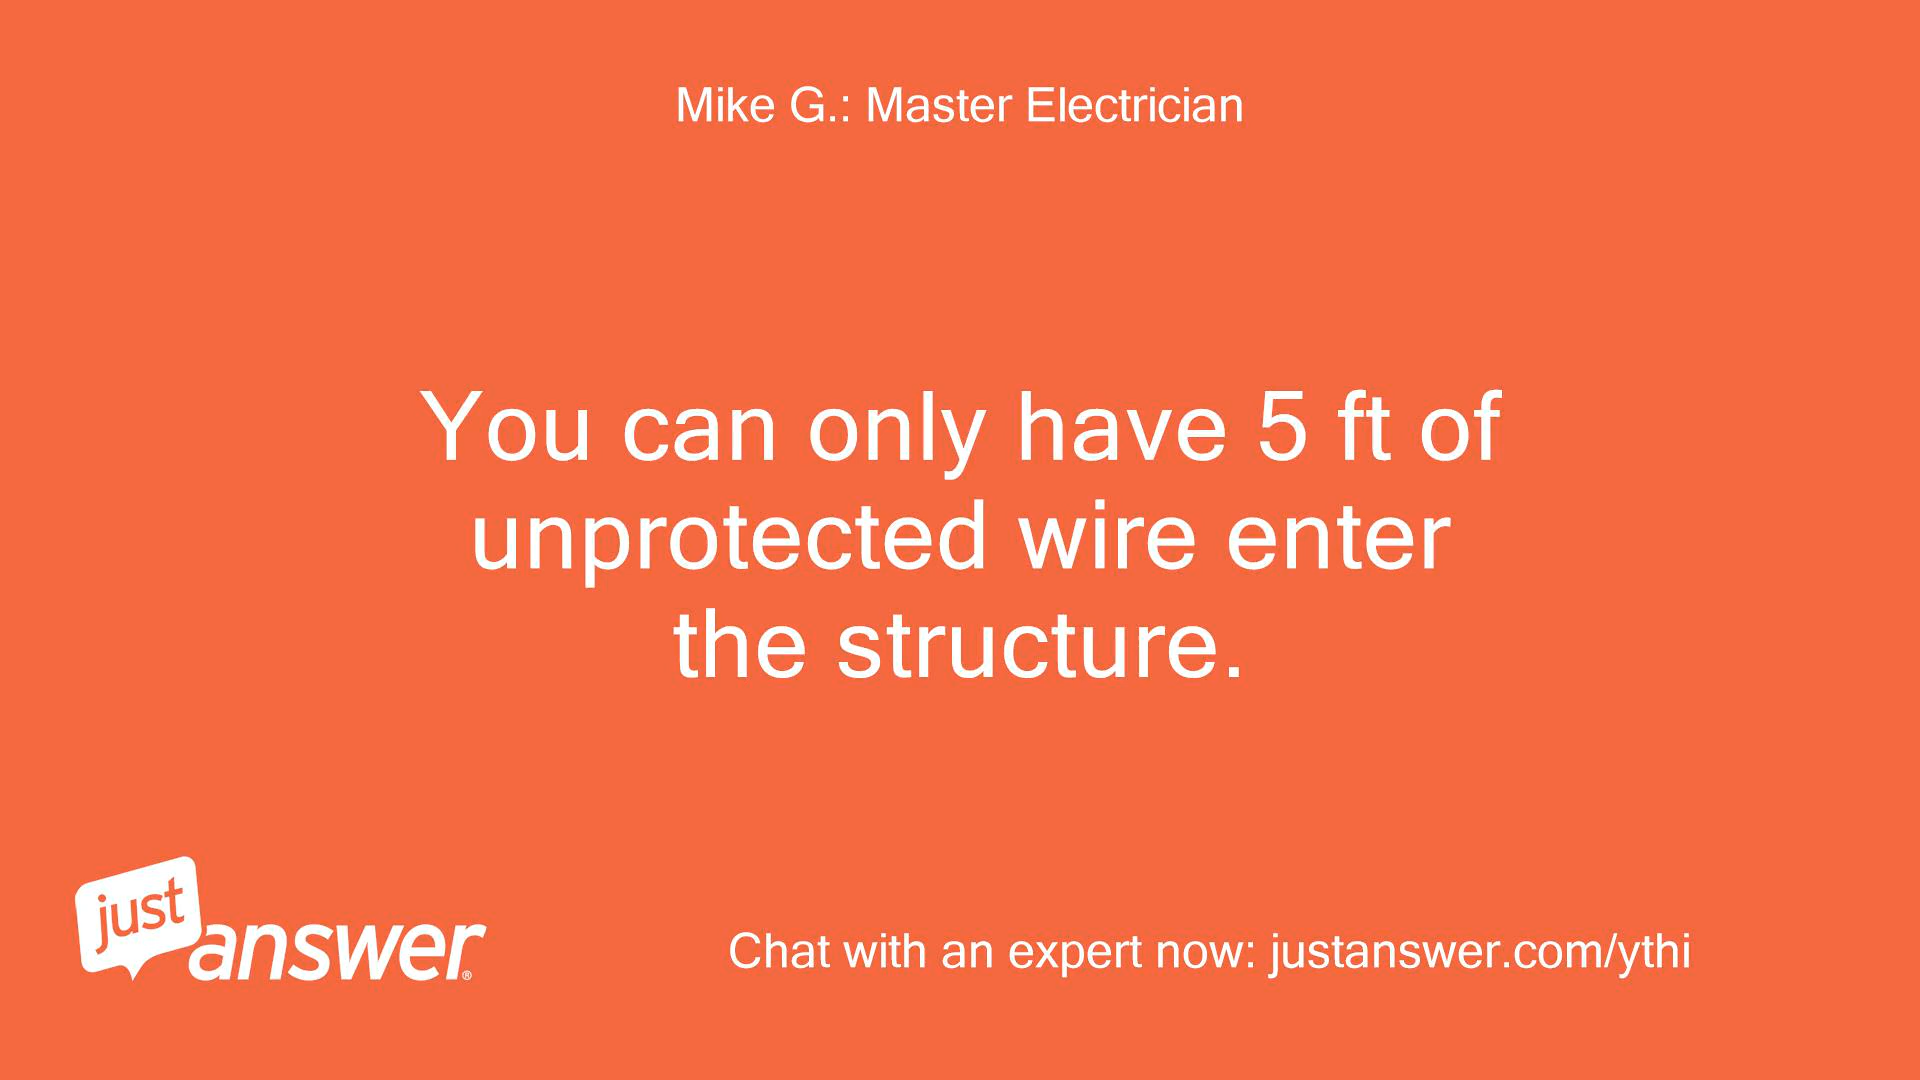 Mike G.: Master Electrician
You can only have 5 ft of
unprotected wire enter
the structure.
just
answer®
Chat with an expert now: justanswer.com/ythi